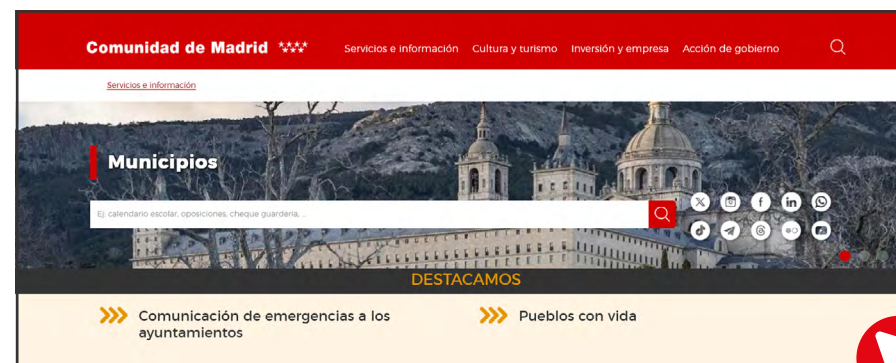 Comunidad de Madrid
Servicios e información Cultura y turismo Inversión y empresa Acción de gobierno
Servicios e información
Municipios
Ej: calendario escolar, oposiciones, cheque guardería, ...
DESTACAMOS
Comunicación de emergencias a los
ayuntamientos
Pueblos con vida